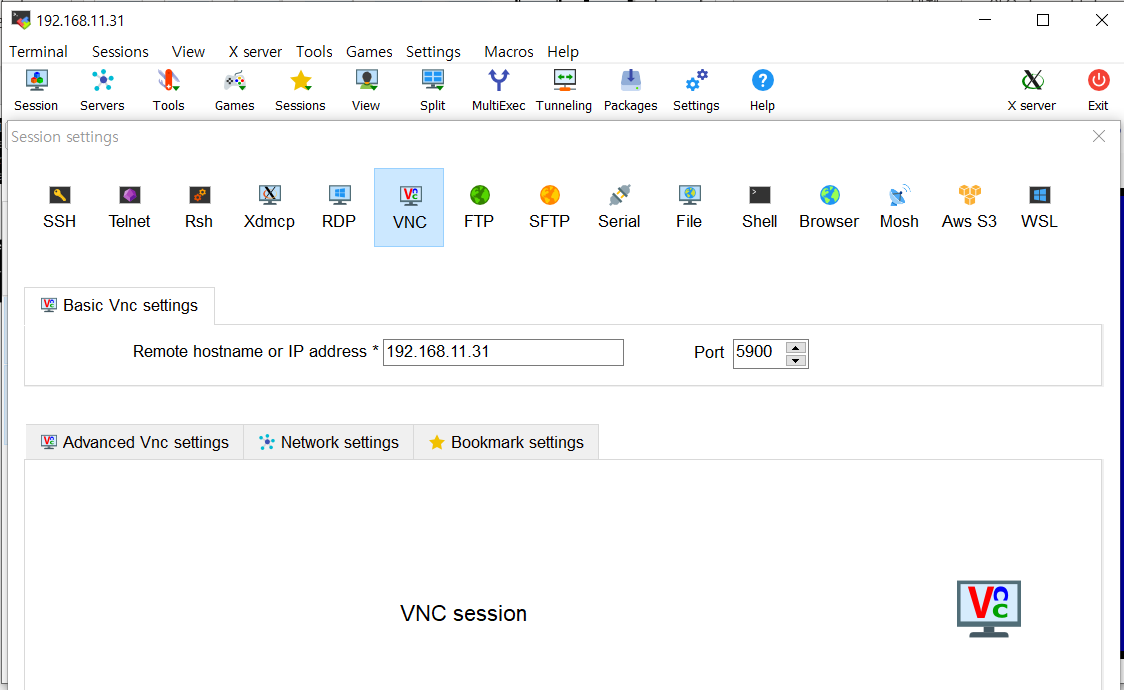 192.168.11.31
Terminal Sessions View X server Tools Games Settings Macros Help
Session Servers Tools Games Sessions View Split MultiExec Tunneling Packages Settings Help X server Exit
Session settings
SSH Telnet Rsh Xdmcp RDP VNC FTP SFTP Serial File Shell Browser Mosh Aws S3 WSL
Basic Vnc settings
Remote hostname or IP address * 192.168.11.31 Port 5900
Advanced Vnc settings Network settings Bookmark settings
VNC session